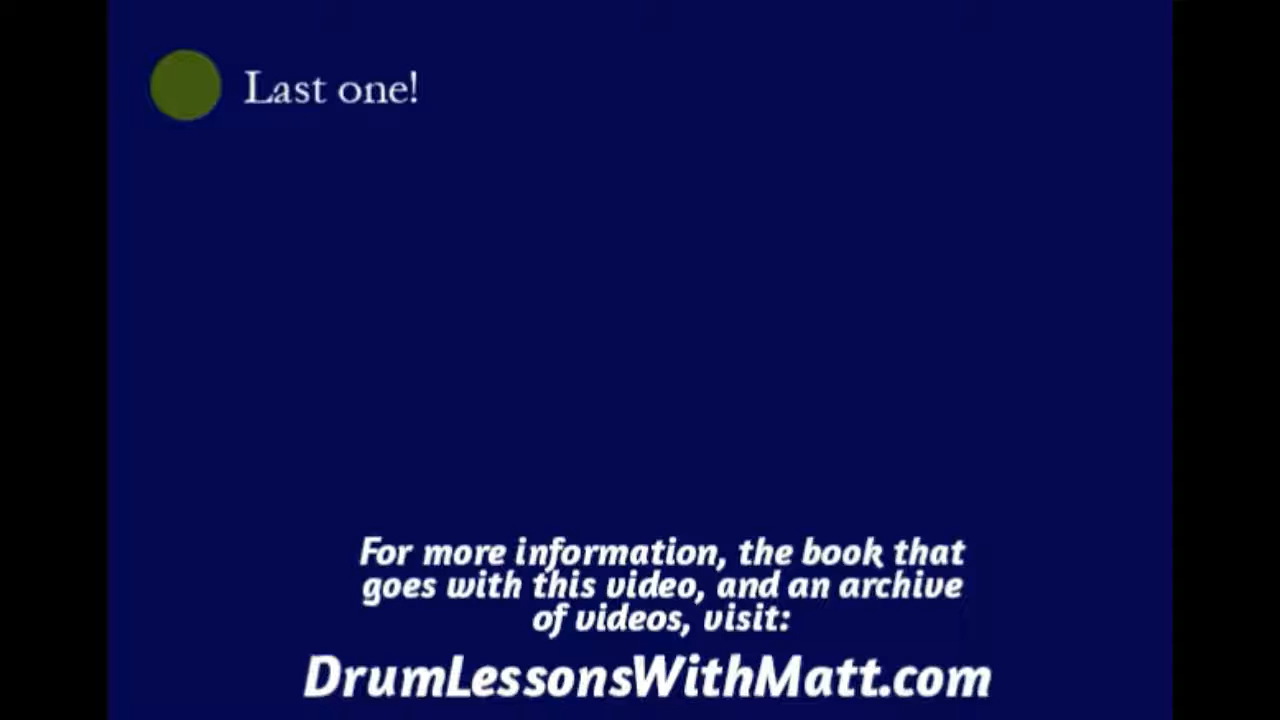 Last one!
For more information, the book that
goes with this video, and an archive
of videos, visit:
DrumLessonsWithMatt.com